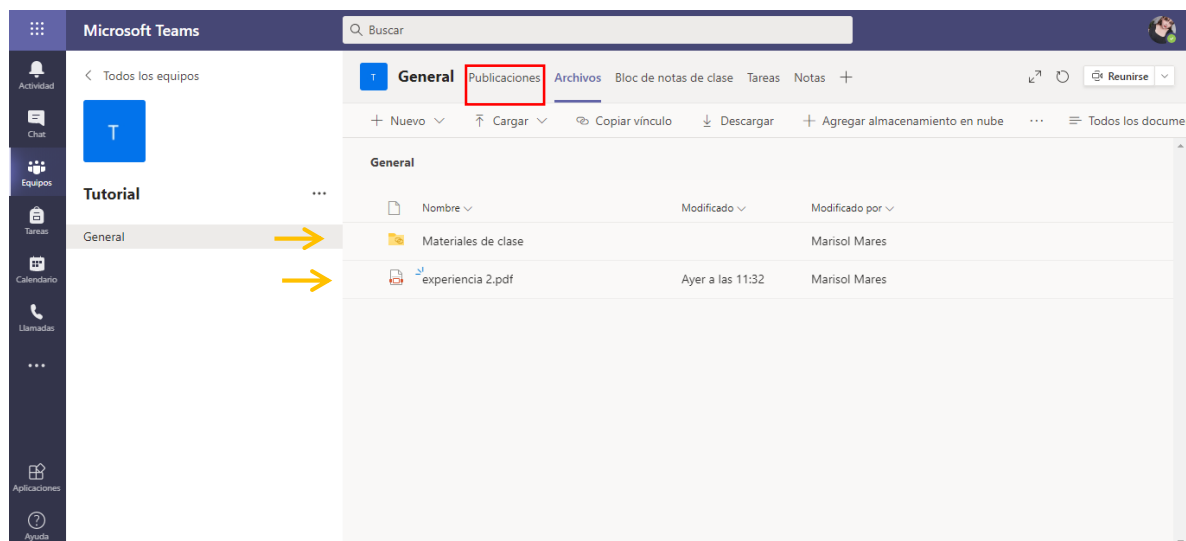 Microsoft Teams
Buscar
Actividad
Chat
Equipos
Tareas
Calendario
Llamadas
Aplicaciones
Ayuda
Todos los equipos
T
Tutorial
General
T General Publicaciones Archivos Bloc de notas de clase Tareas Notas Reunirse
Nuevo Cargar Copiar vínculo Descargar Agregar almacenamiento en nube Todos los docume
General
Nombre Modificado Modificado por
Materiales de clase Marisol Mares
experiencia 2.pdf Ayer a las 11:32 Marisol Mares